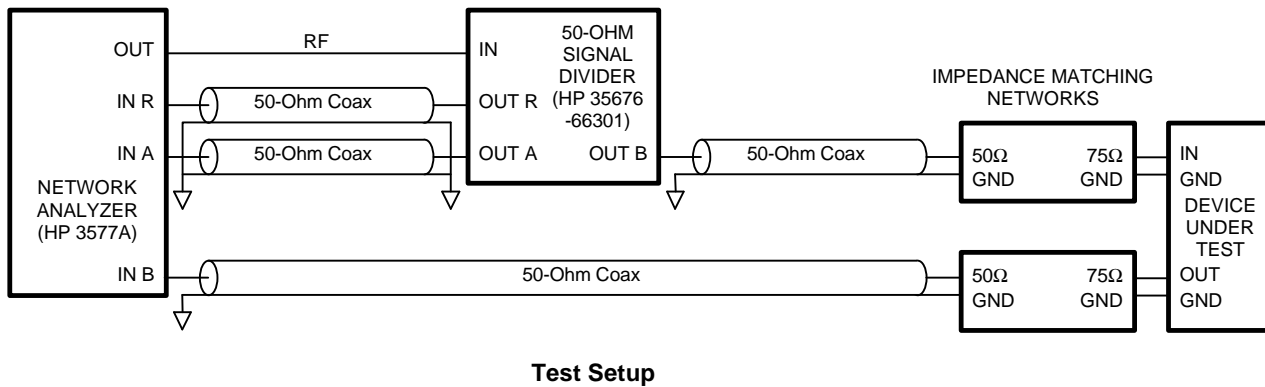 OUT
IN R
IN A
NETWORK
ANALYZER
(HP 3577A)
IN B
RF
50-Ohm Coax
50-Ohm Coax
IN
OUT R
OUT A
50-OHM
SIGNAL
DIVIDER
(HP 35676
-66301)
OUT B
50-Ohm Coax
50-Ohm Coax
IMPEDANCE MATCHING
NETWORKS
50Ω 75Ω
GND GND
50Ω 75Ω
GND GND
IN
GND
DEVICE
UNDER
TEST
OUT
GND
Test Setup